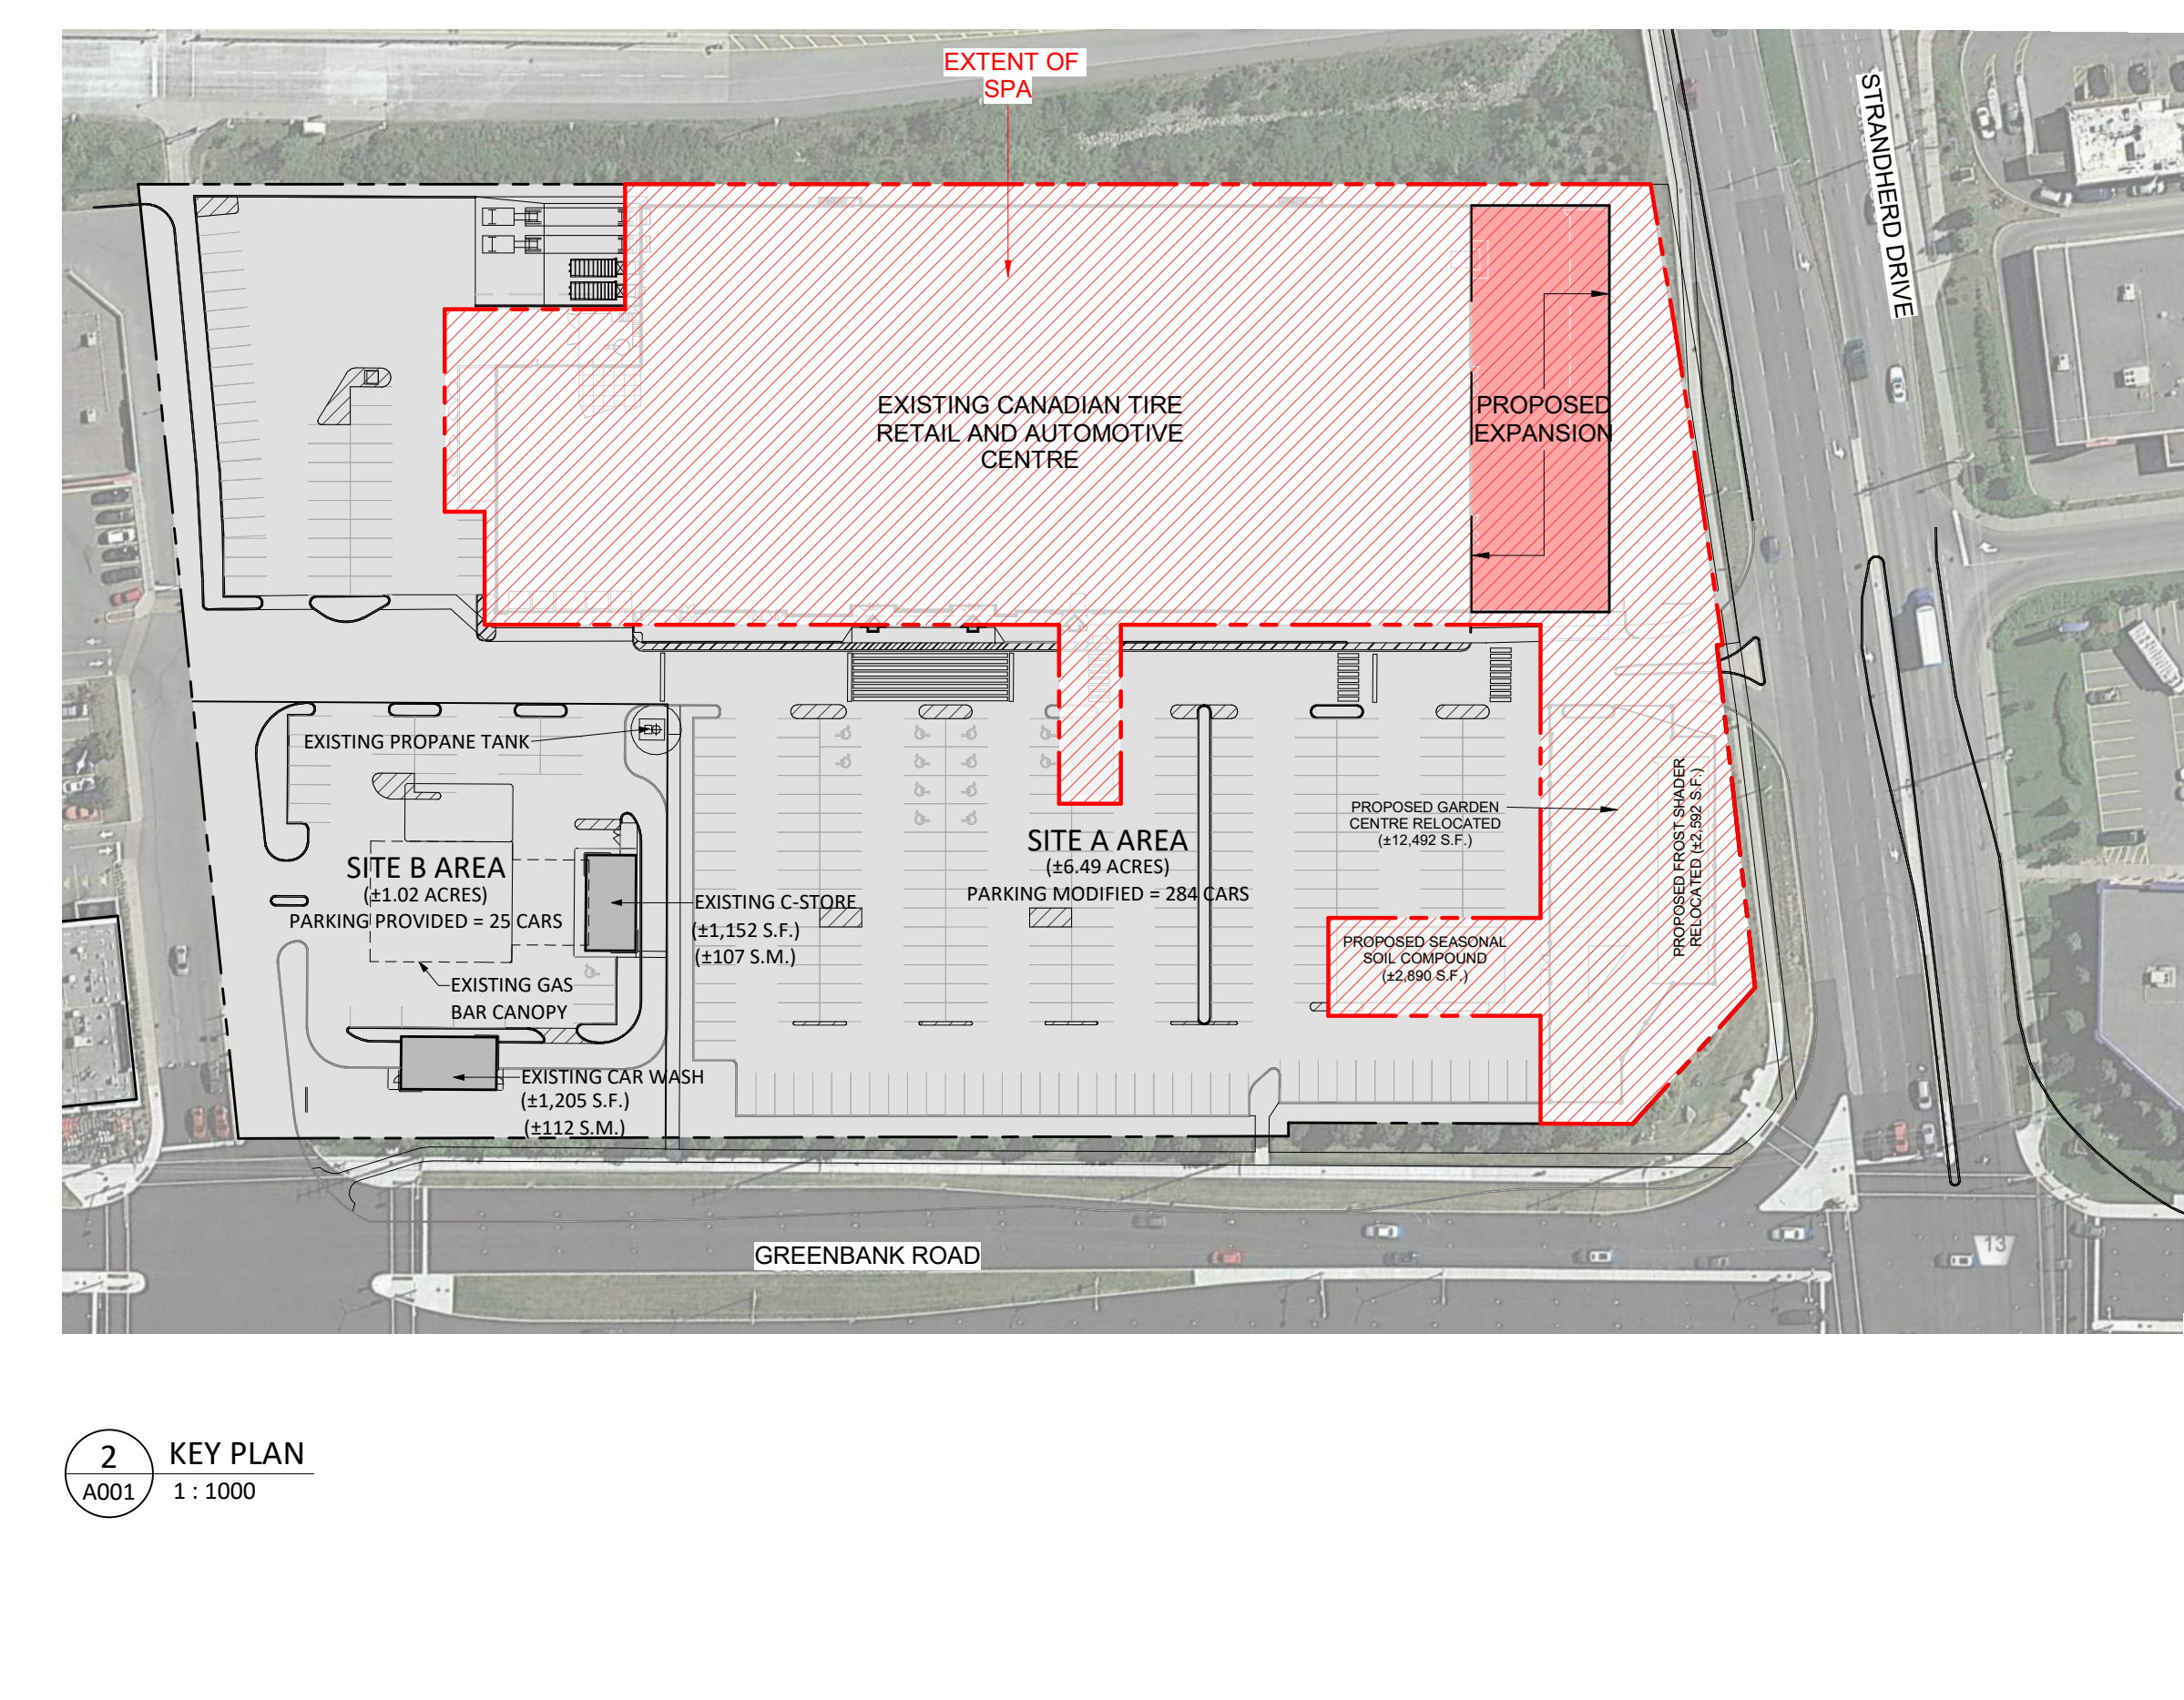 EXTENT OF
SPA
STRANDHERD DRIVE
EXISTING CANADIAN TIRE
RETAIL AND AUTOMOTIVE
CENTRE
PROPOSED
EXPANSION
EXISTING PROPANE TANK
SITE B AREA
(±1.02 ACRES)
PARKING PROVIDED = 25 CARS
EXISTING GAS
BAR CANOPY
EXISTING C-STORE
(±1,152 S.F.)
(±107 S.M.)
EXISTING CAR WASH
(±1,205 S.F.)
(±112 S.M.)
SITE A AREA
(±6.49 ACRES)
PARKING MODIFIED = 284 CARS
PROPOSED GARDEN
CENTRE RELOCATED
(±12,492 S.F.)
PROPOSED SEASONAL
SOIL COMPOUND
(±2,890 S.F.)
PROPOSED FROST SHADER
RELOCATED (±2,592 S.F.)
GREENBANK ROAD
13
2
A001
KEY PLAN
1 : 1000